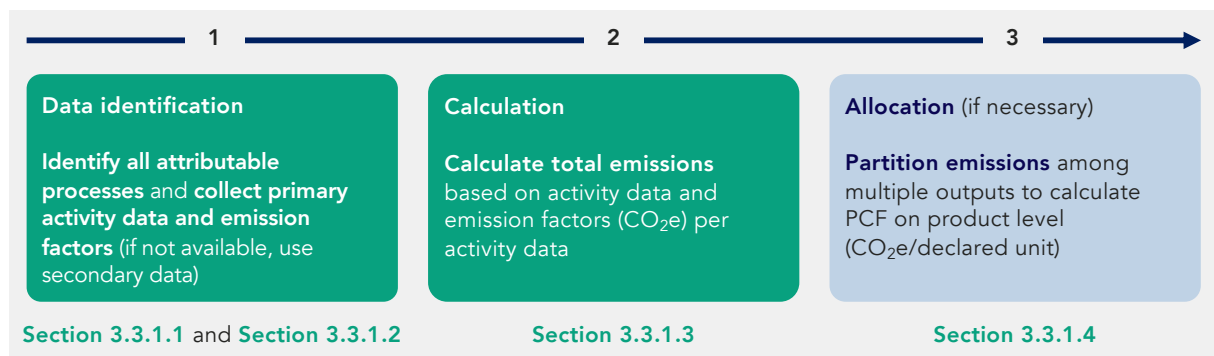 1
2
3
Data identification
Identify all attributable
processes and collect primary
activity data and emission
factors (if not available, use
secondary data)
Calculation
Calculate total emissions
based on activity data and
emission factors (CO₂e) per
activity data
Allocation (if necessary)
Partition emissions among
multiple outputs to calculate
PCF on product level
(CO₂e/declared unit)
Section 3.3.1.1 and Section 3.3.1.2
Section 3.3.1.3
Section 3.3.1.4